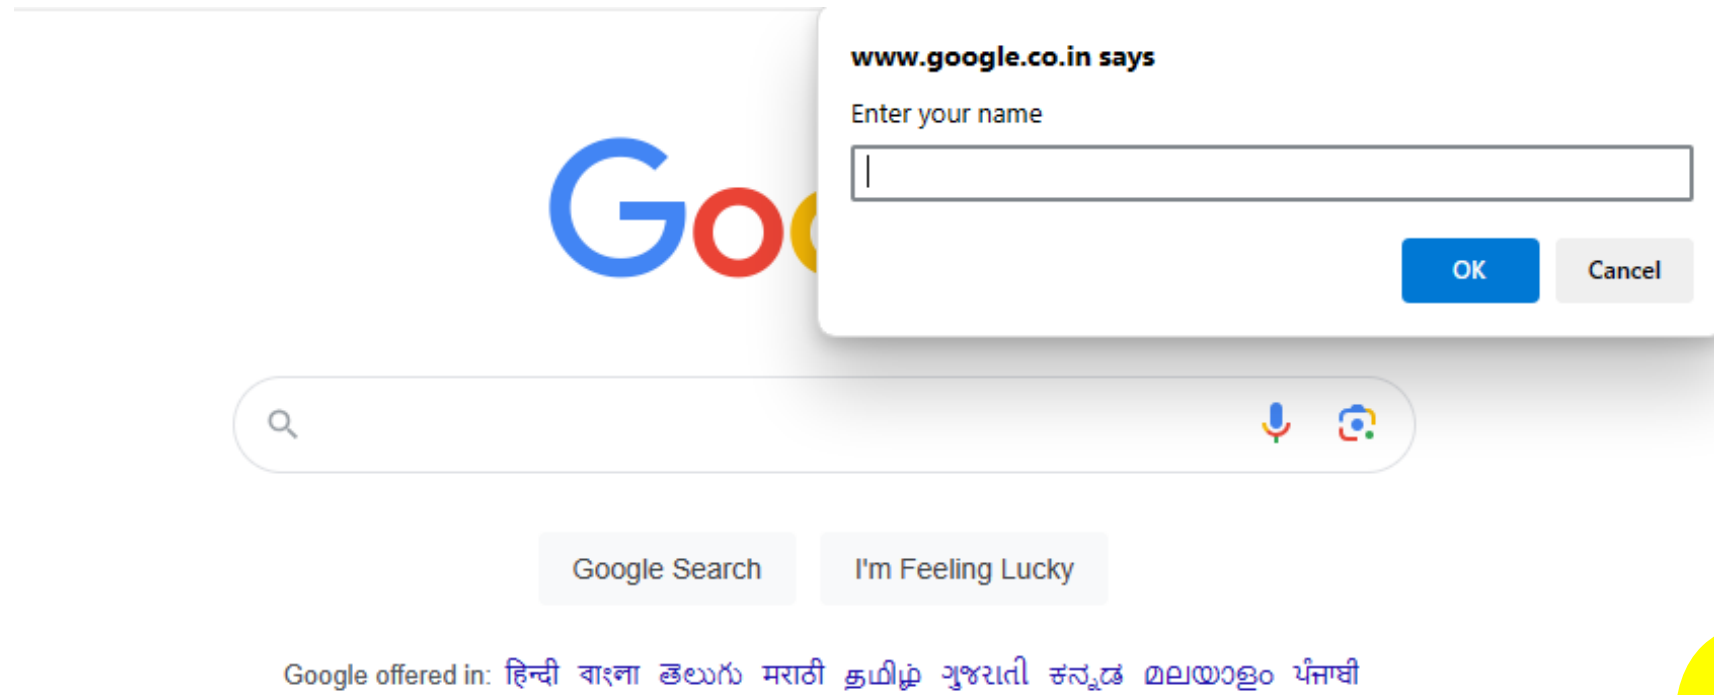 www.google.co.in says
Enter your name
Goo
OK Cancel
Google Search I'm Feeling Lucky
Google offered in: हिन्दी বাংলা తెలుగు मराठी தமிழ் ગુજરાતી ಕನ್ನಡ മലയാളം ਪੰਜਾਬੀ